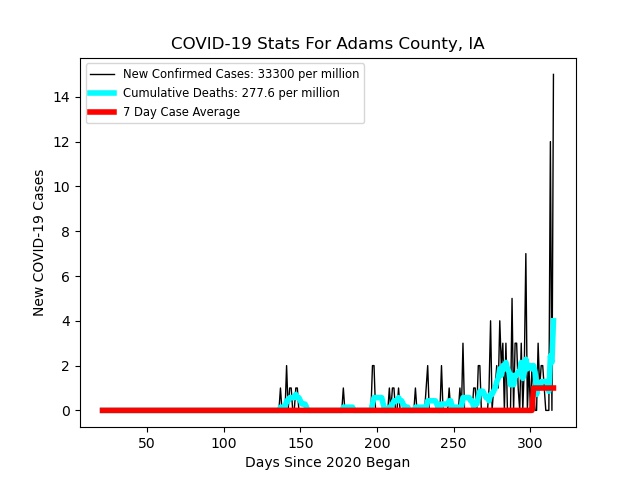 COVID-19 Stats For Adams County, IA
New Confirmed Cases: 33300 per million
Cumulative Deaths: 277.6 per million
7 Day Case Average
New COVID-19 Cases
14
12
10
8
6
4
2
0
50 100 150 200 250 300
Days Since 2020 Began